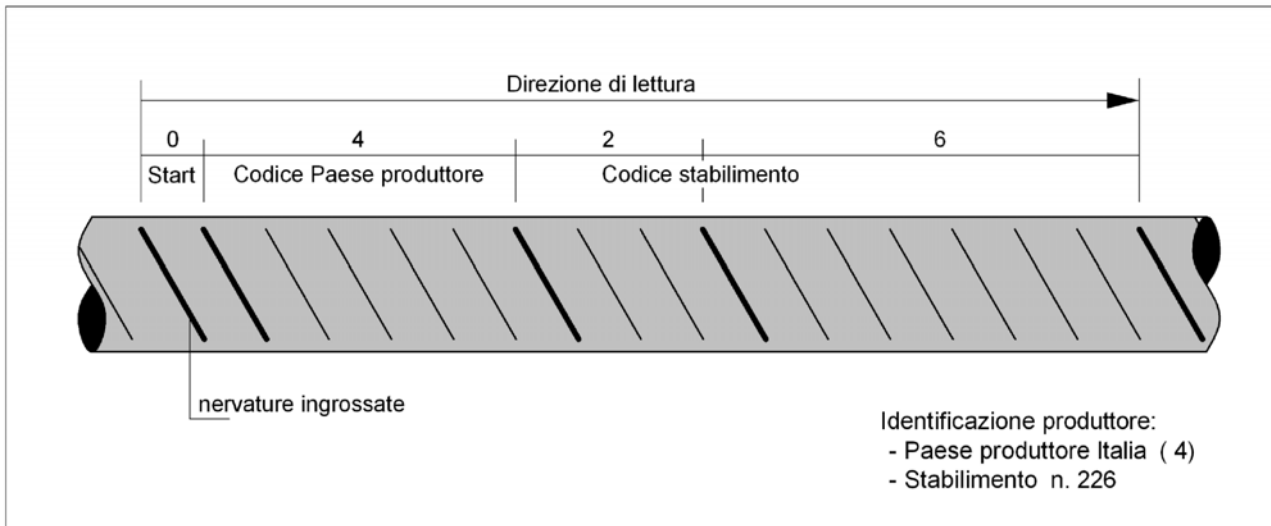 Direzione di lettura
0 4 2 6
Start Codice Paese produttore Codice stabilimento
nervature ingrossate
Identificazione produttore:
- Paese produttore Italia ( 4)
- Stabilimento n. 226